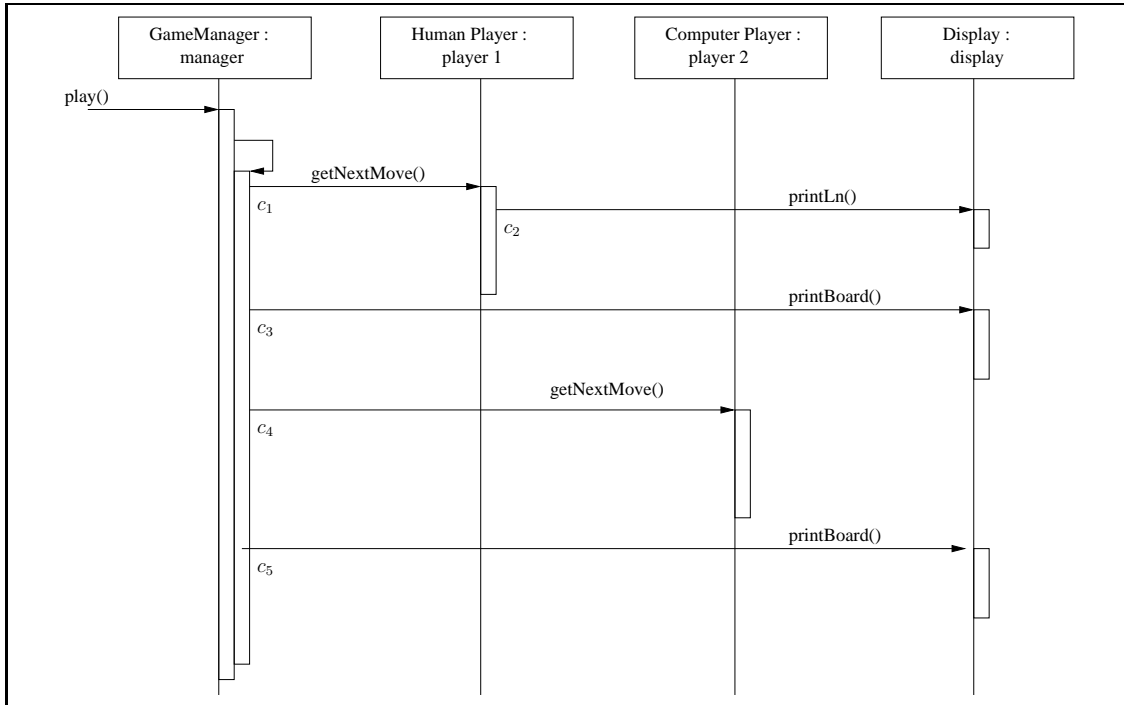 GameManager :
manager
Human Player :
player 1
Computer Player :
player 2
Display :
display
play()
getNextMove()
c1
printLn()
c2
printBoard()
c3
getNextMove()
c4
printBoard()
c5